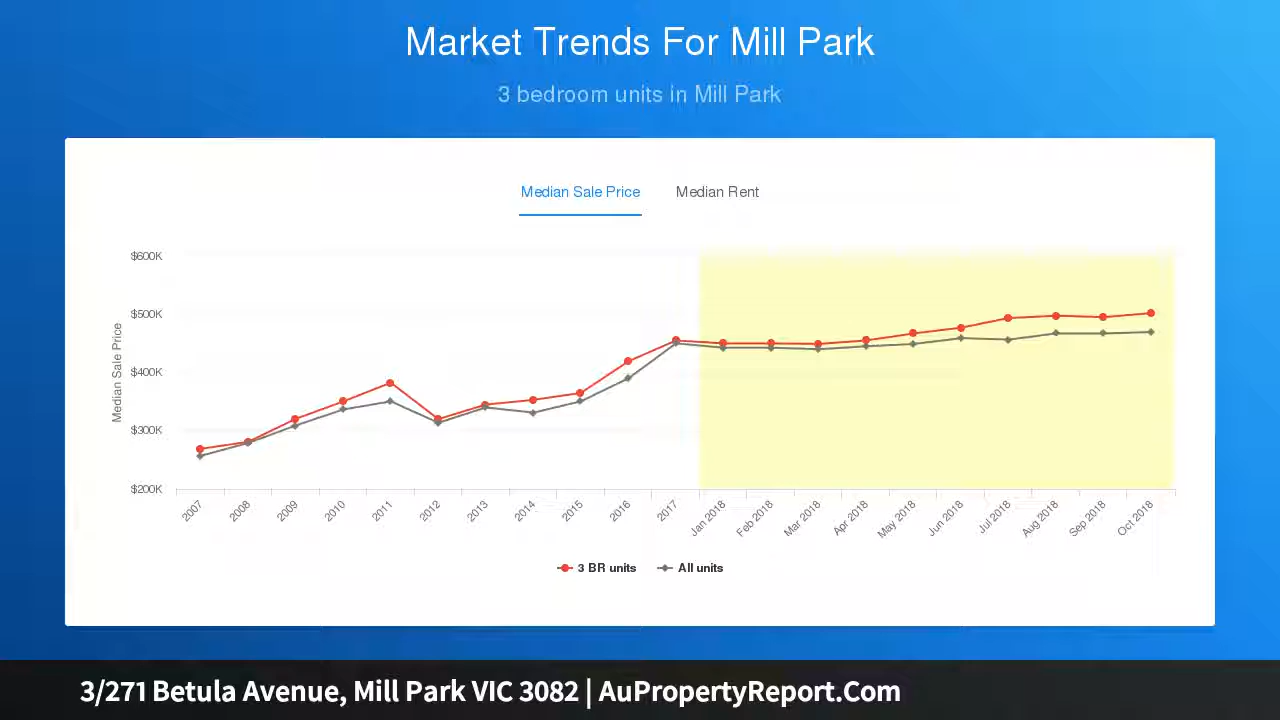 Market Trends For Mill Park
3 bedroom units in Mill Park
Median Sale Price Median Rent
$600K
$500K
$400K
$300K
$200K
Median Sale Price
2007 2008 2009 2010 2011 2012 2013 2014 2015 2016 2017 Jan 2018 Feb 2018 Mar 2018 Apr 2018 May 2018 Jun 2018 Jul 2018 Aug 2018 Sep 2018 Oct 2018
3 BR units All units
3/271 Betula Avenue, Mill Park VIC 3082 | AuPropertyReport.Com